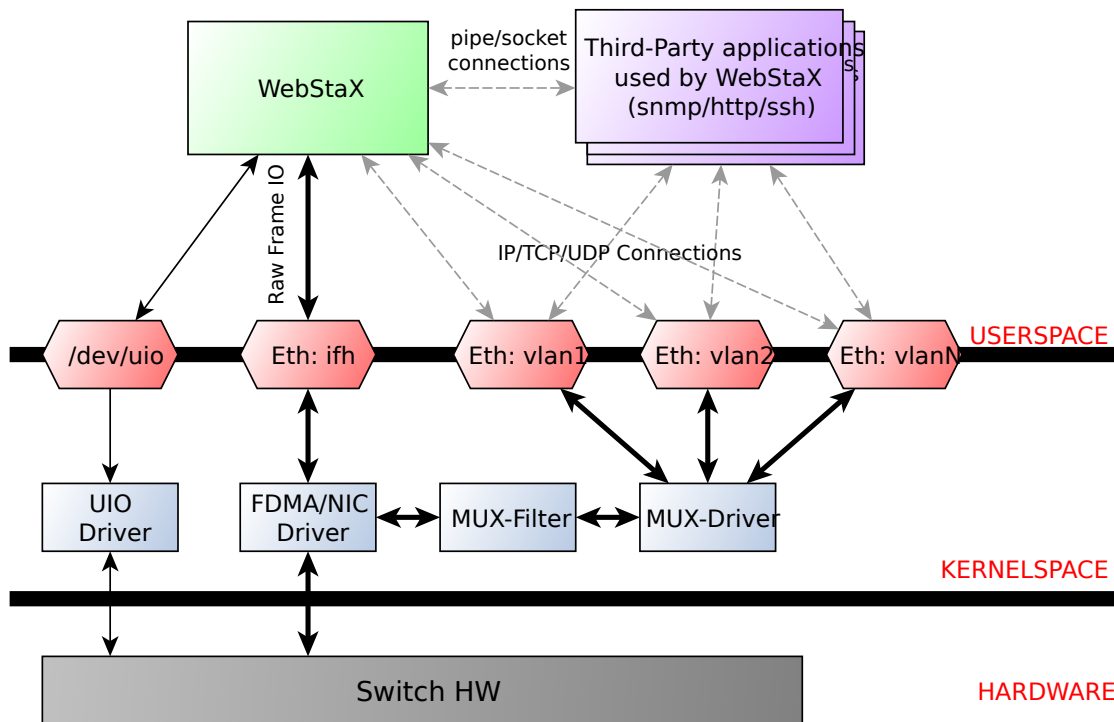 pipe/socket
connections
WebStaX
Third-Party applications
used by WebStaX
(snmp/http/ssh)
s
s
Raw Frame IO
IP/TCP/UDP Connections
USERSPACE
/dev/uio
Eth: ifh
Eth: vlan1
Eth: vlan2
Eth: vlanN
UIO
Driver
FDMA/NIC
Driver
MUX-Filter
MUX-Driver
KERNELSPACE
Switch HW
HARDWARE